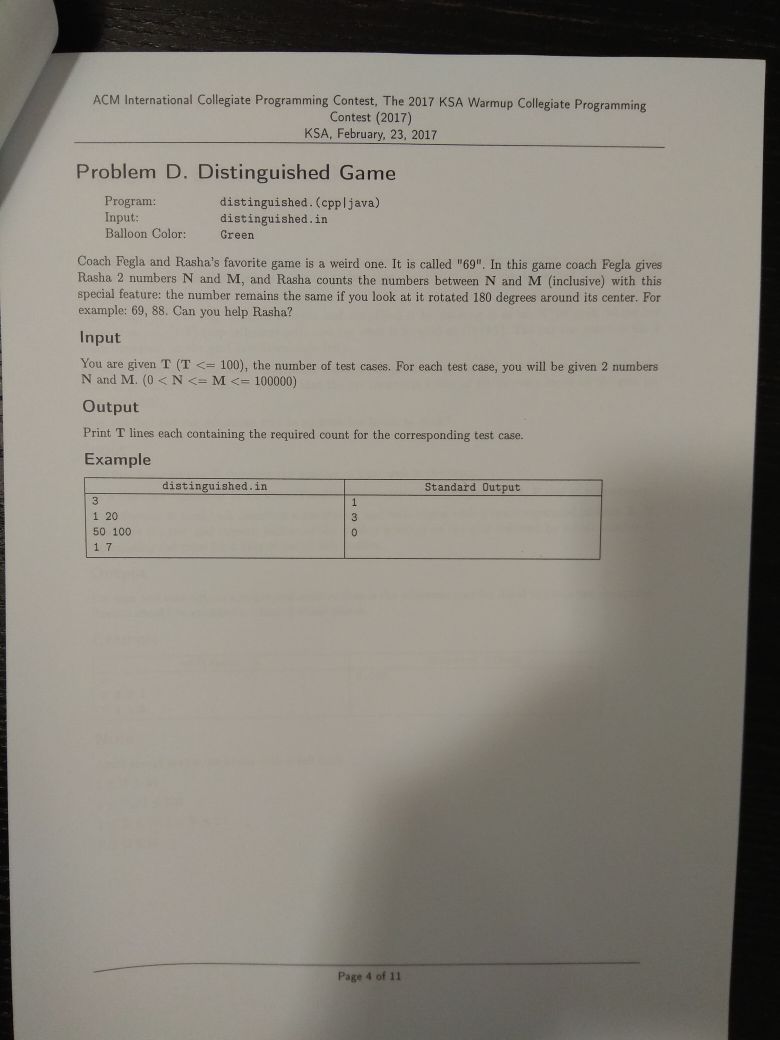 ACM International Collegiate Programming Contest, The 2017 KSA Warmup Collegiate Programming
Contest (2017)
KSA, February, 23, 2017
Problem D. Distinguished Game
Program: distinguished.(cpp|java)
Input: distinguished.in
Balloon Color: Green
Coach Fegla and Rasha's favorite game is a weird one. It is called "69". In this game coach Fegla gives
Rasha 2 numbers N and M, and Rasha counts the numbers between N and M (inclusive) with this
special feature: the number remains the same if you look at it rotated 180 degrees around its center. For
example: 69, 88. Can you help Rasha?
Input
You are given T (T <= 100), the number of test cases. For each test case, you will be given 2 numbers
N and M. (0 < N <= M <= 100000)
Output
Print T lines each containing the required count for the corresponding test case.
Example
distinguished.in Standard Output
3 1
1 20 3
50 100 0
1 7
Page 4 of 11